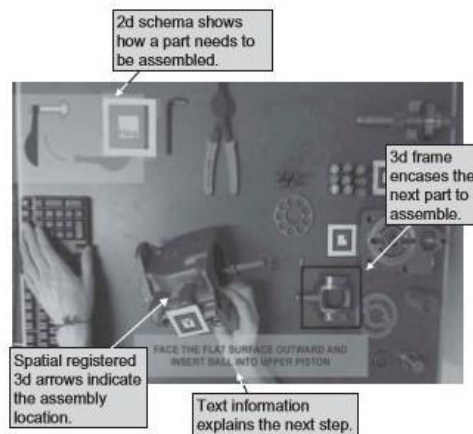 2d schema shows
how a part needs to
be assembled.
3d frame
encases the
next part to
assemble.
FACE THE FLAT SURFACE OUTWARD AND
INSERT BALL INTO UPPER PISTON
Spatial registered
3d arrows indicate
the assembly
location.
Text information
explains the next step.